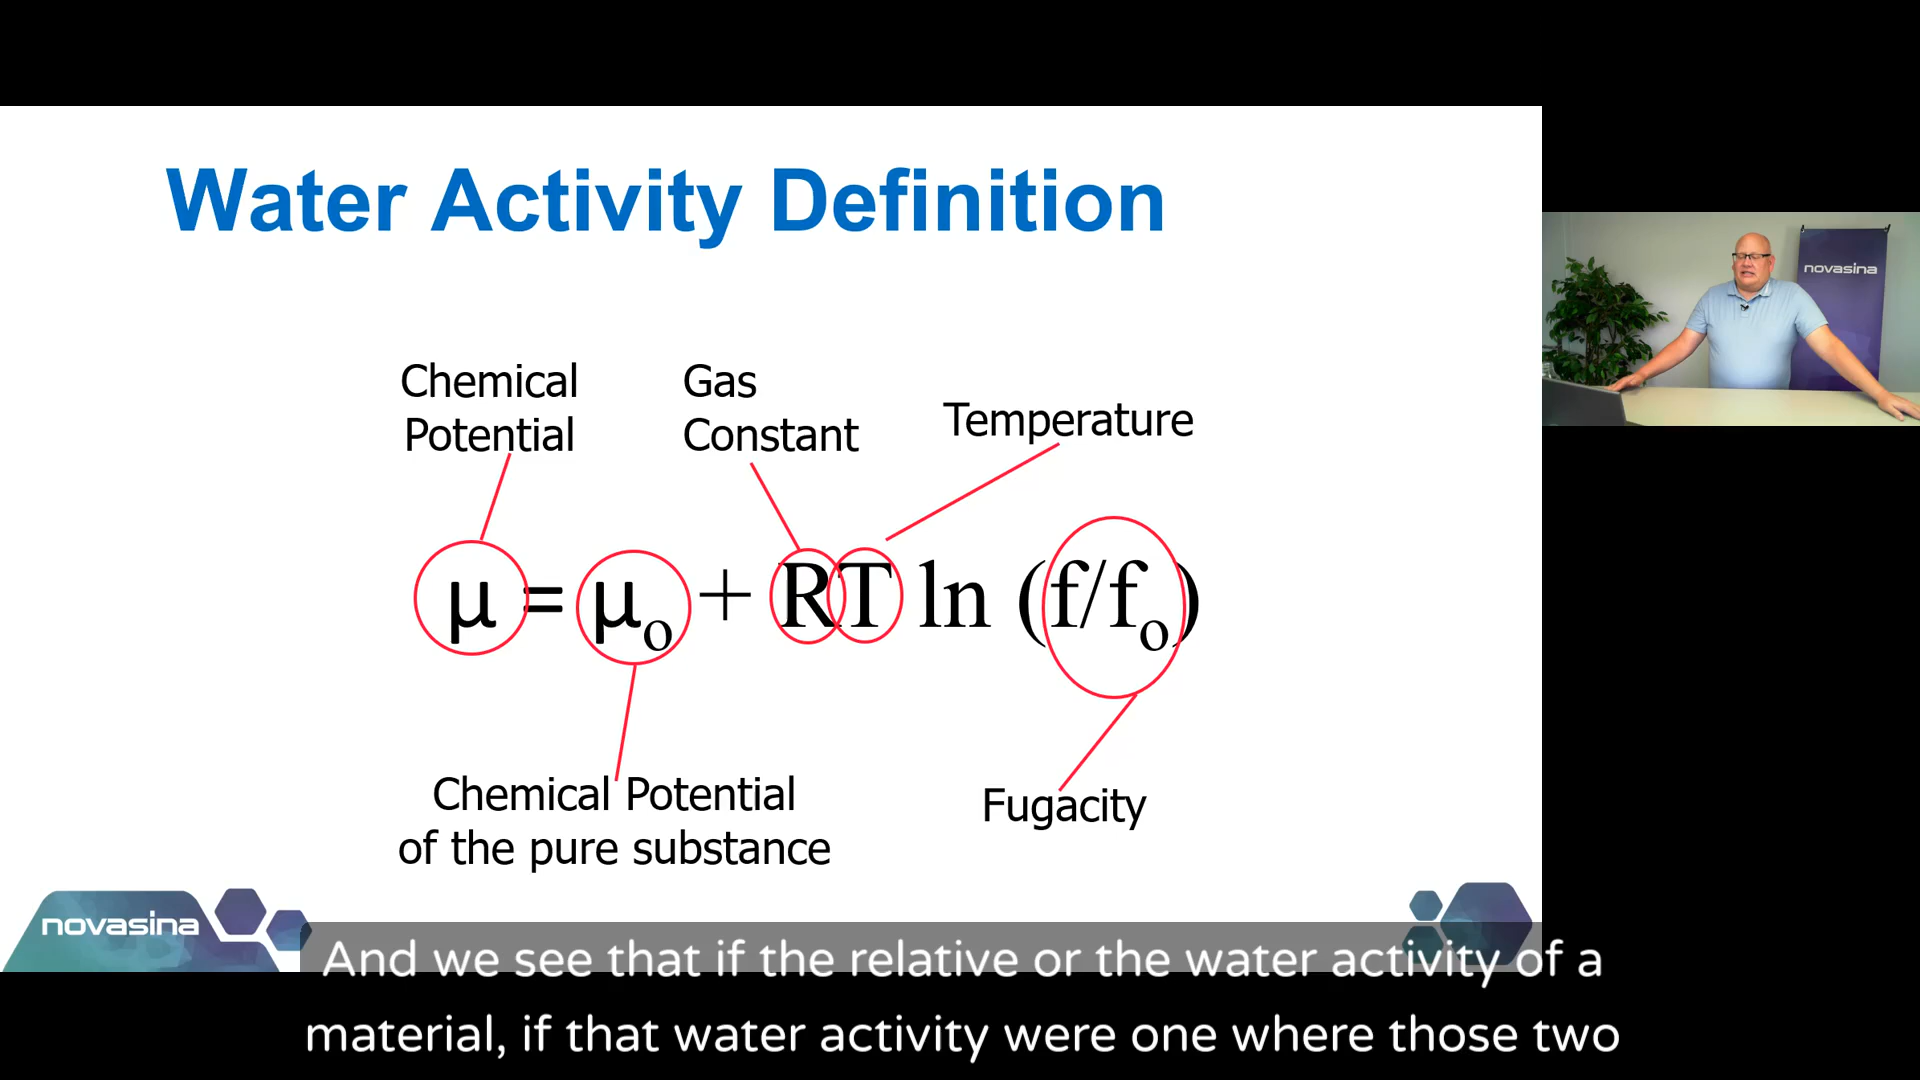 Water Activity Definition
Chemical
Potential
Gas
Constant
Temperature
μ = μo + RT ln (f/fo)
Chemical Potential
of the pure substance
Fugacity
novasina
novasina
And we see that if the relative or the water activity of a
material, if that water activity were one where those two